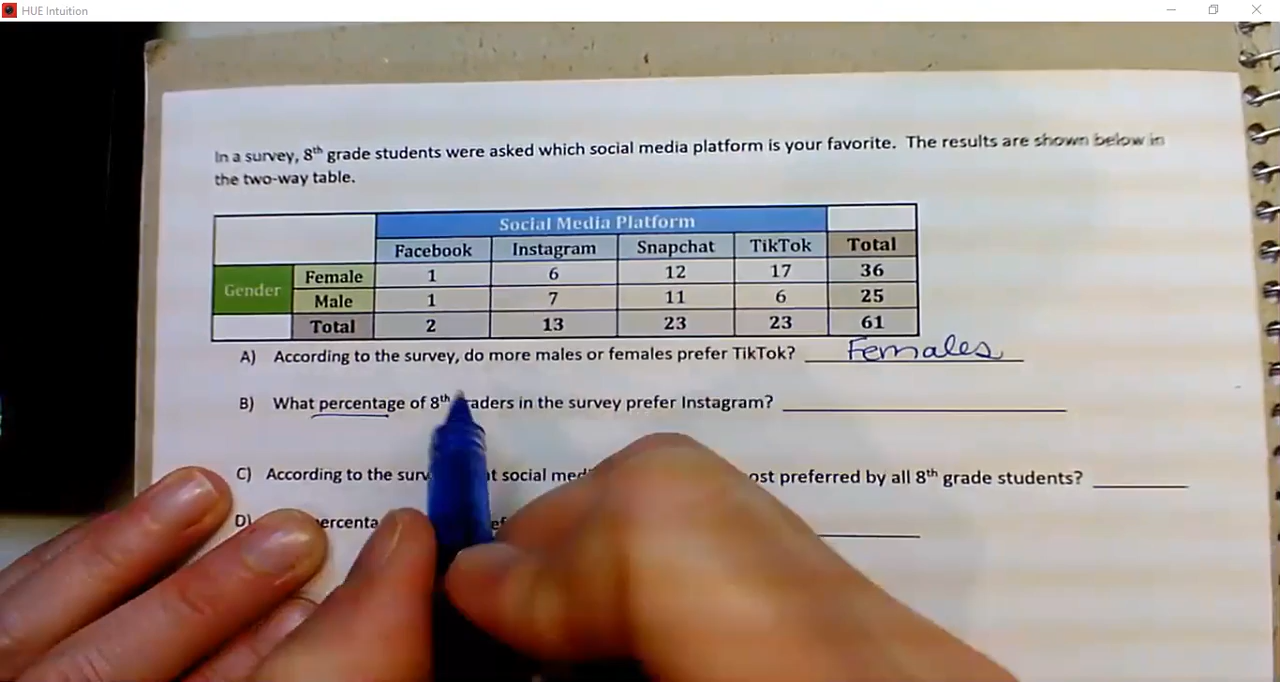 HUE Intuition
In a survey, 8th grade students were asked which social media platform is your favorite. The results are shown below in
the two-way table.
Social Media Platform
Facebook Instagram Snapchat TikTok Total
Gender Female 1 6 12 17 36
Male 1 7 11 6 25
Total 2 13 23 23 61
A) According to the survey, do more males or females prefer TikTok? Females
B) What percentage of 8th graders in the survey prefer Instagram?
C) According to the social preferred by all 8th grade students?
D)